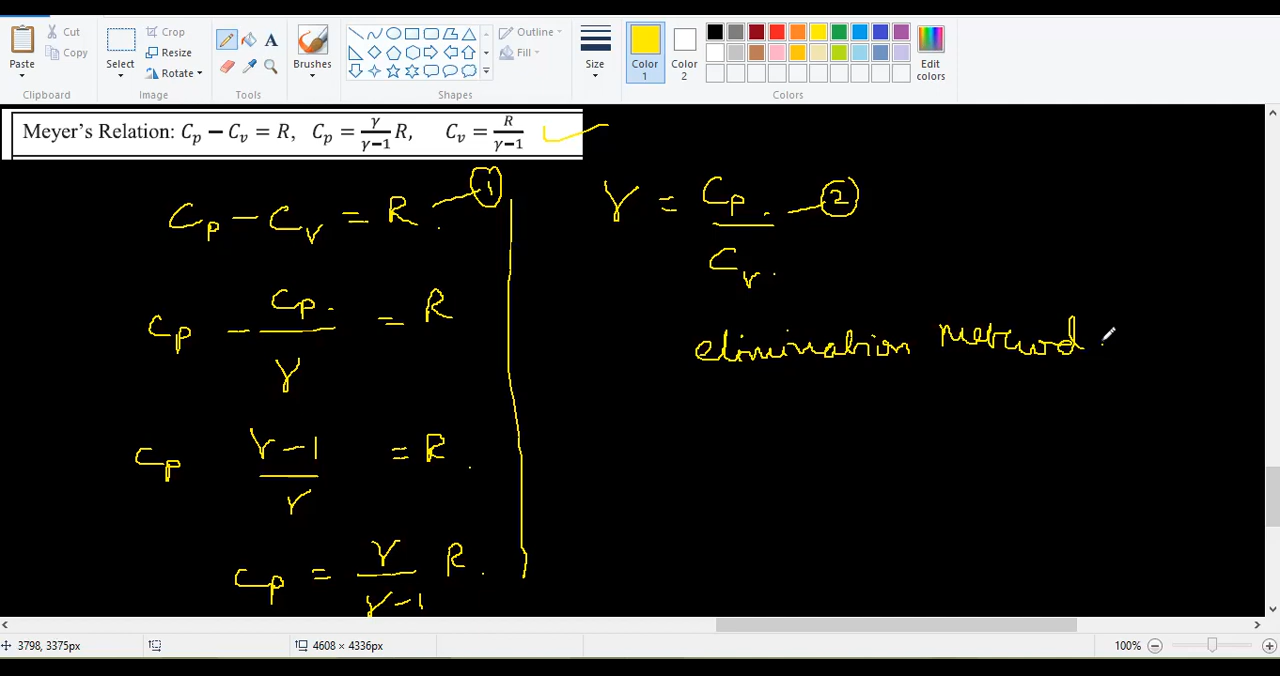 Cut
Crop
Outline
Copy
Resize
Fill
Paste
Select
Rotate
Brushes
Size
Color 1
Color 2
Edit colors
Clipboard
Image
Tools
Shapes
Colors
Meyer's Relation: Cp − Cv = R, Cp = γ/γ−1 R, Cv = R/γ−1
Cp − Cv = R. ①
Cp − Cp./γ = R
Cp γ−1/γ = R.
Cp = γ/γ−1 R.
γ = Cp./Cv. ②
elimination method
3798, 3375px
4608 × 4336px
100%